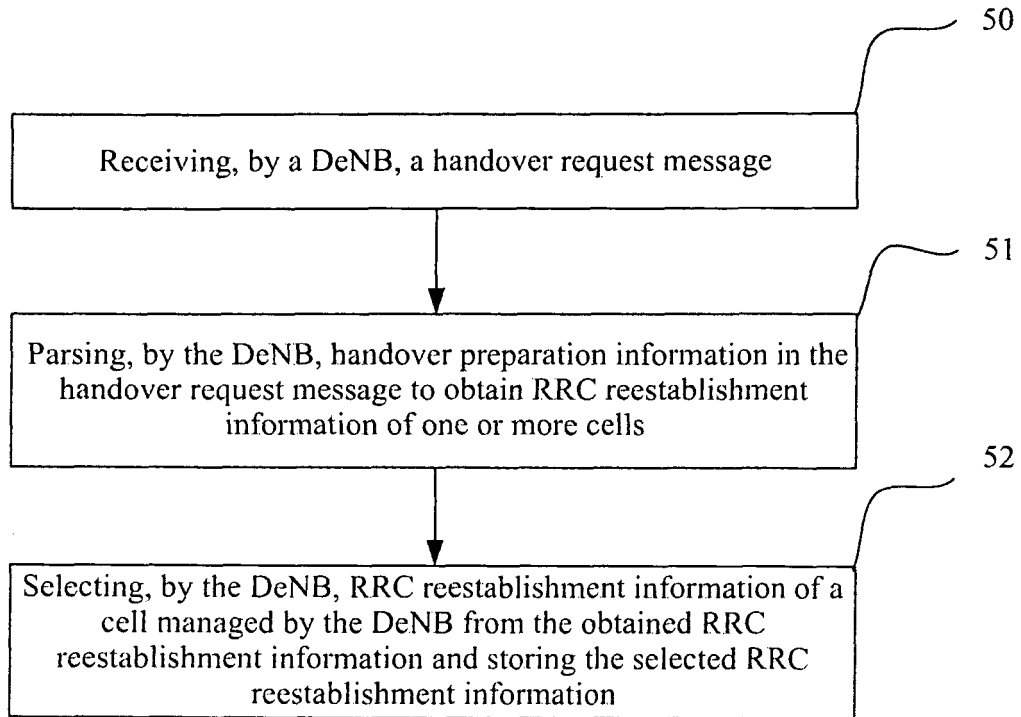 50
Receiving, by a DeNB, a handover request message
51
Parsing, by the DeNB, handover preparation information in the
handover request message to obtain RRC reestablishment
information of one or more cells
52
Selecting, by the DeNB, RRC reestablishment information of a
cell managed by the DeNB from the obtained RRC
reestablishment information and storing the selected RRC
reestablishment information